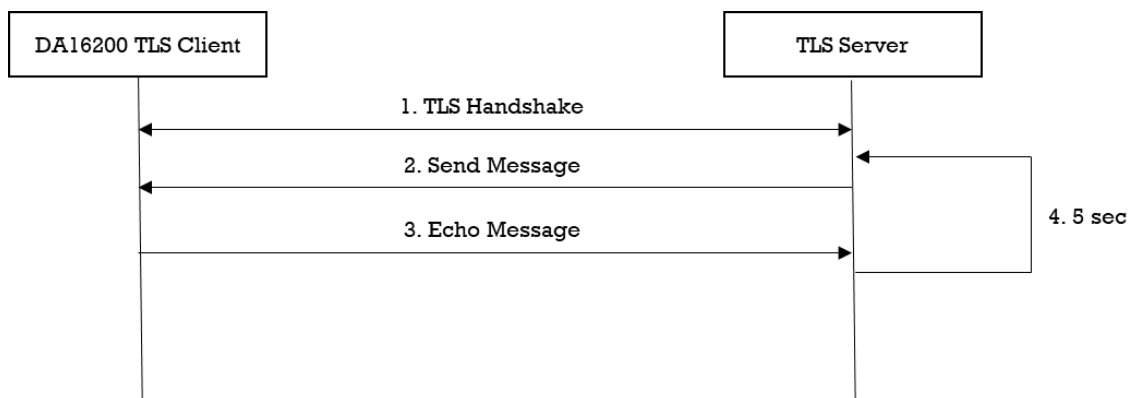 DA16200 TLS Client
TLS Server
1. TLS Handshake
2. Send Message
3. Echo Message
4. 5 sec